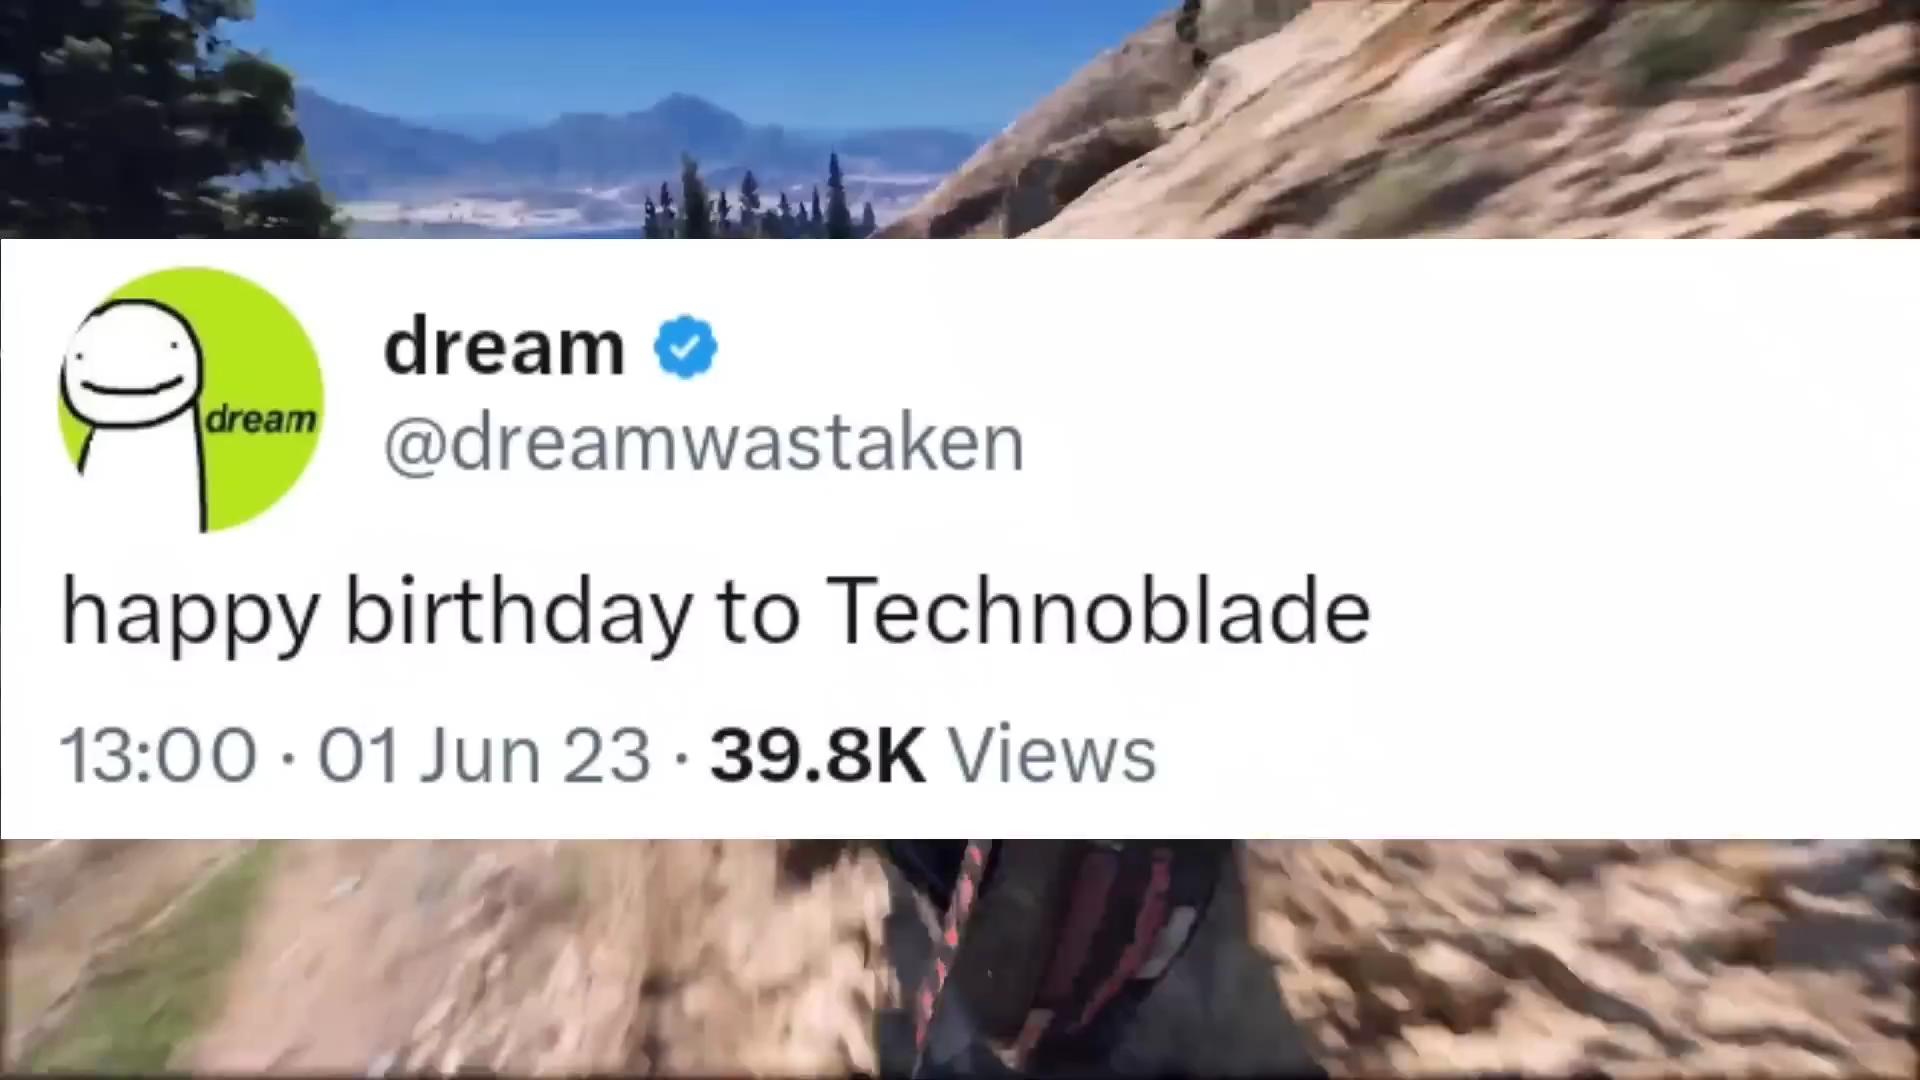 dream
dream
@dreamwastaken
happy birthday to Technoblade
13:00 · 01 Jun 23 · 39.8K Views